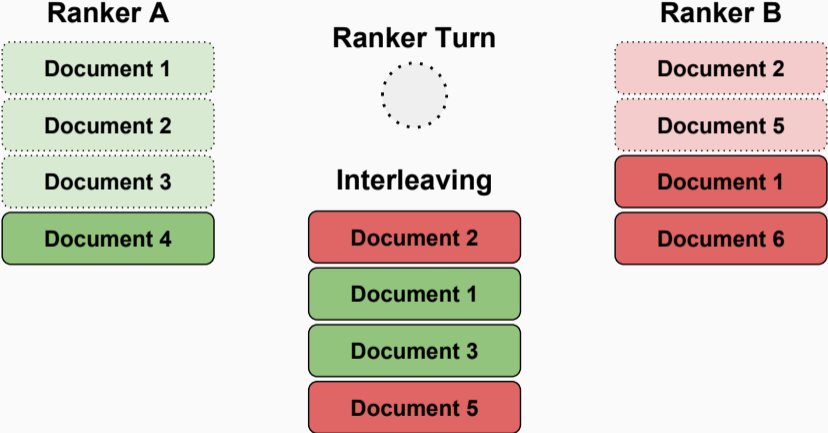 Ranker A
Document 1
Document 2
Document 3
Document 4
Ranker Turn
Interleaving
Document 2
Document 1
Document 3
Document 5
Ranker B
Document 2
Document 5
Document 1
Document 6